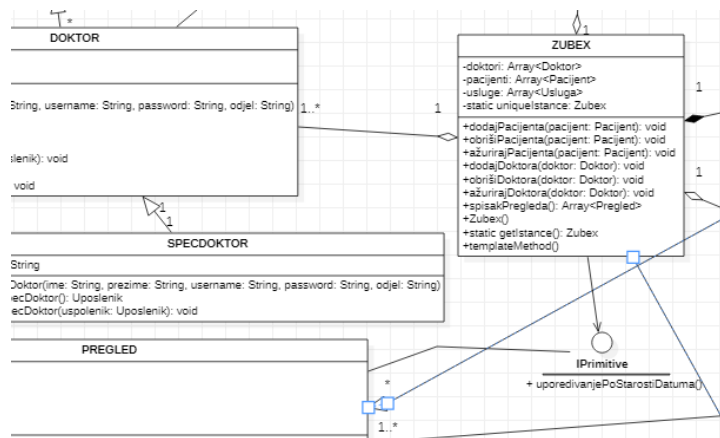 *
DOKTOR
String, username: String, password: String, odjel: String)
slenik): void
void
1..*
1
1
1
SPECDOKTOR
String
Doktor(ime: String, prezime: String, username: String, password: String, odjel: String)
ecDoktor(): Uposlenik
ecDoktor(uspolenik: Uposlenik): void
PREGLED
*
1..*
1
ZUBEX
-doktori: Array<Doktor>
-pacijenti: Array<Pacijent>
-usluge: Array<Usluga>
-static uniqueIstance: Zubex
+dodajPacijenta(pacijent: Pacijent): void
+obrišiPacijenta(pacijent: Pacijent): void
+ažurirajPacijenta(pacijent: Pacijent): void
+dodajDoktora(doktor: Doktor): void
+obrišiDoktora(doktor: Doktor): void
+ažurirajDoktora(doktor: Doktor): void
+spisakPregleda(): Array<Pregled>
+Zubex()
+static getIstance(): Zubex
+templateMethod()
1
1
IPrimitive
+ uporedivanjePoStarostiDatuma()